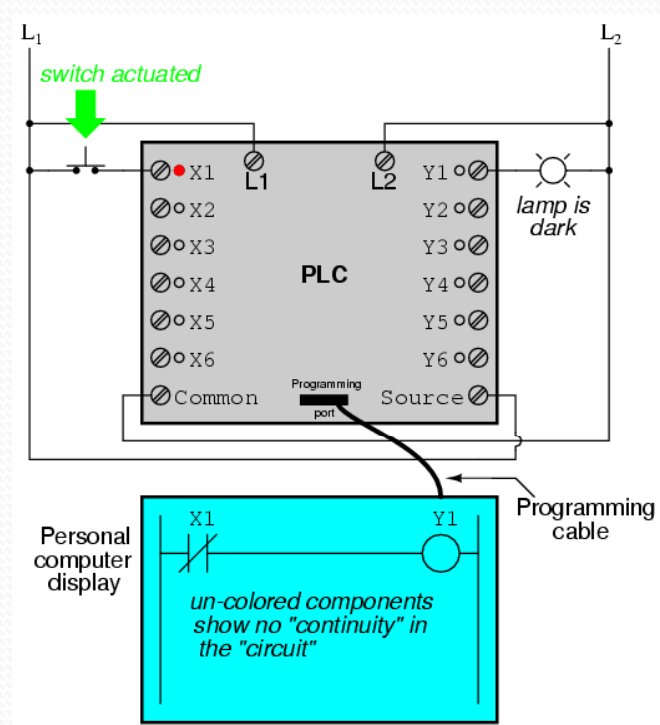 L₁
L₂
switch actuated
X1
L1
L2
Y1
lamp is
dark
X2
Y2
X3
Y3
PLC
X4
Y4
X5
Y5
X6
Y6
Common
Programming
port
Source
Programming
cable
Personal
computer
display
X1
Y1
un-colored components
show no "continuity" in
the "circuit"